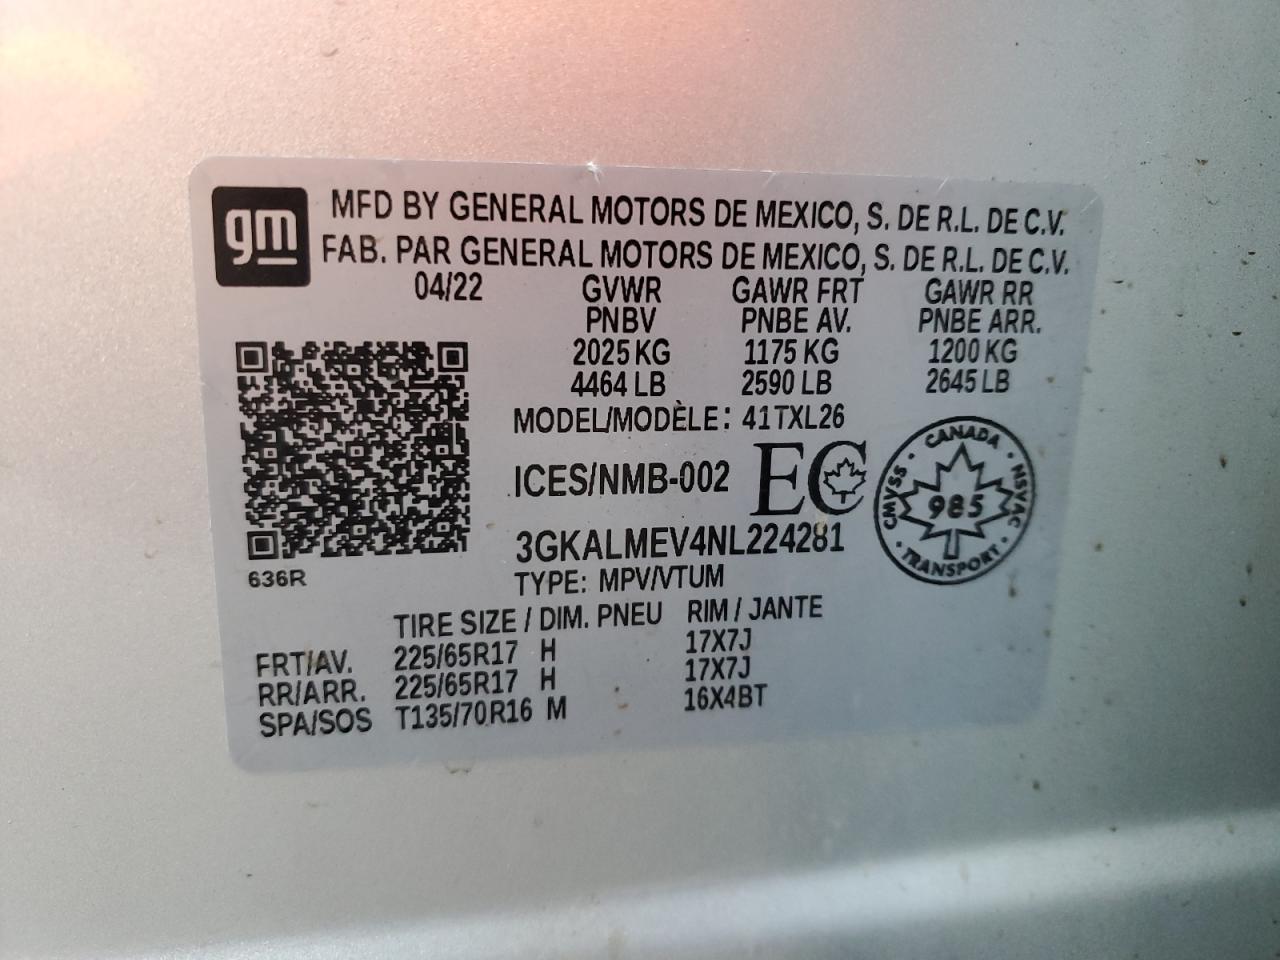 gm
MFD BY GENERAL MOTORS DE MEXICO, S. DE R.L. DE C.V.
FAB. PAR GENERAL MOTORS DE MEXICO, S. DE R.L. DE C.V.
04/22 GVWR GAWR FRT GAWR RR
PNBV PNBE AV. PNBE ARR.
2025 KG 1175 KG 1200 KG
4464 LB 2590 LB 2645 LB
MODEL/MODÈLE: 41TXL26
ICES/NMB-002 EC
CANADA
CMVSS 985 NSVAC
TRANSPORT
3GKALMEV4NL224281
636R
TYPE: MPV/VTUM
TIRE SIZE / DIM. PNEU RIM / JANTE
FRT/AV. 225/65R17 H 17X7J
RR/ARR. 225/65R17 H 17X7J
SPA/SOS T135/70R16 M 16X4BT